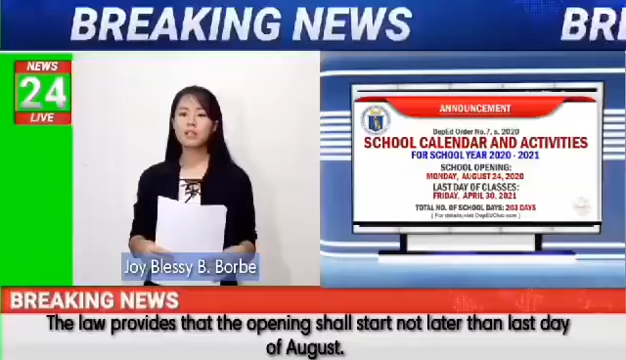 BREAKING NEWS
BRE
NEWS
24
LIVE
ANNOUNCEMENT
DepEd Order No.7, s. 2020
SCHOOL CALENDAR AND ACTIVITIES
FOR SCHOOL YEAR 2020 - 2021
SCHOOL OPENING:
MONDAY, AUGUST 24, 2020
LAST DAY OF CLASSES:
FRIDAY, APRIL 30, 2021
TOTAL NO. OF SCHOOL DAYS: 203 DAYS
( For details, visit DepEdClub.com )
Joy Blessy B. Borbe
BREAKING NEWS
The law provides that the opening shall start not later than last day
of August.